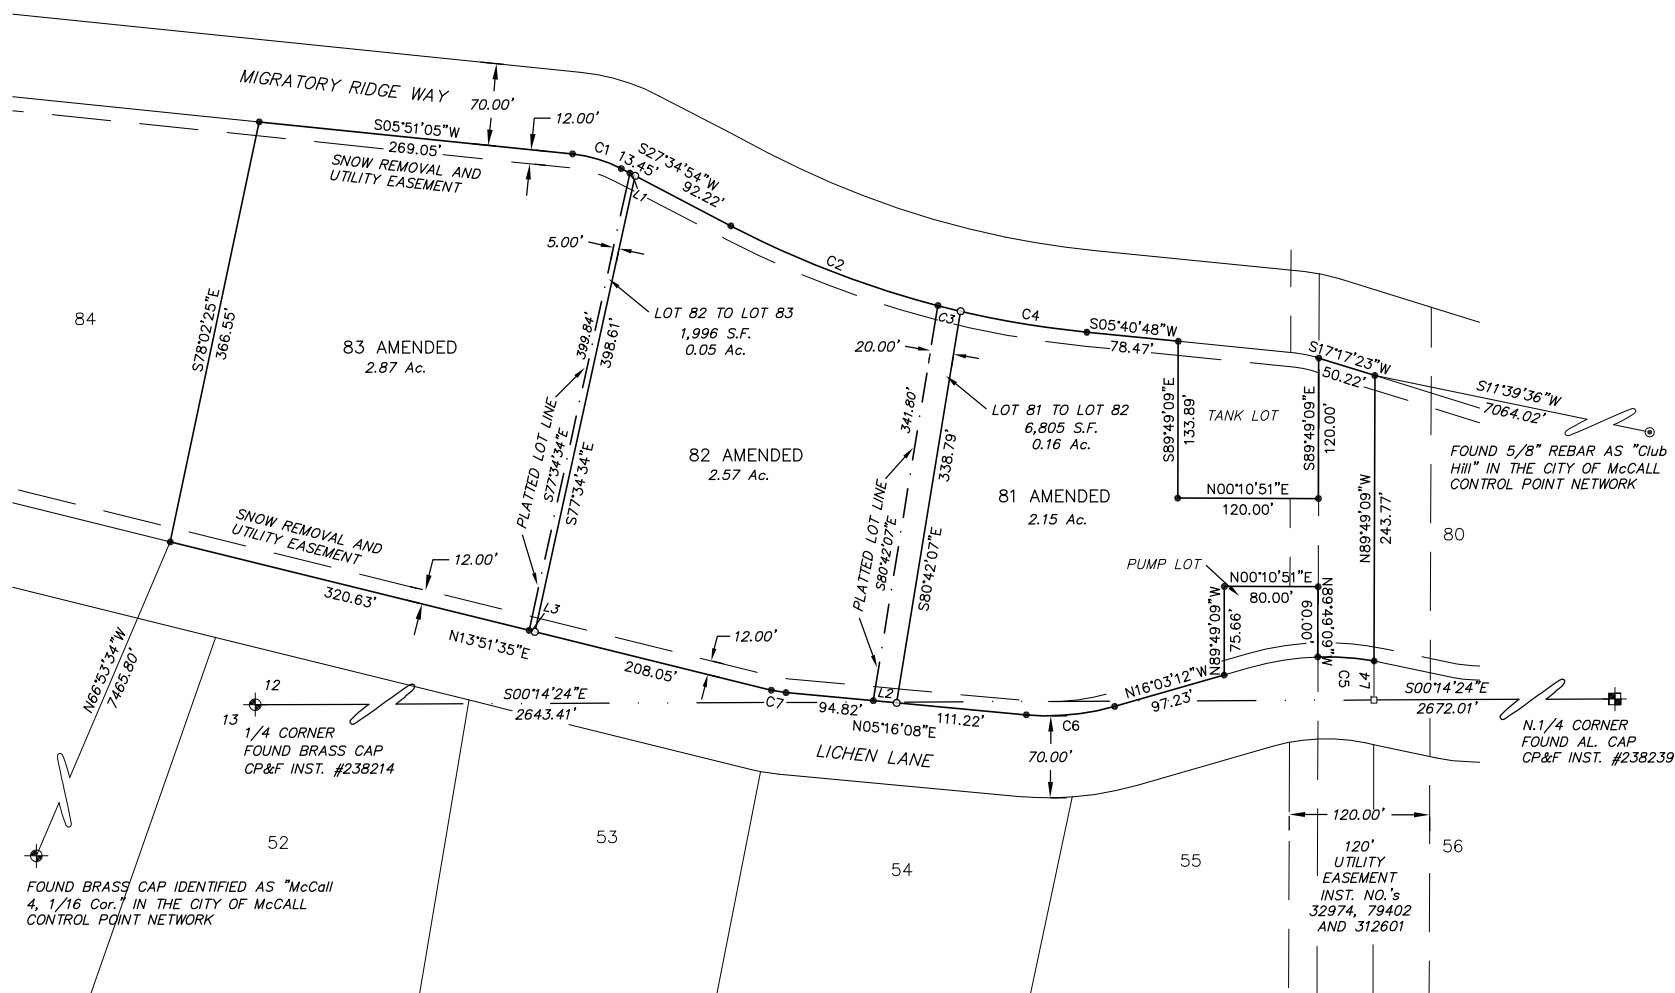 MIGRATORY RIDGE WAY
70.00'
12.00'
S05°51'05"W
269.05'
SNOW REMOVAL AND
UTILITY EASEMENT
C1
13.45'
S27°34'54"W
92.22'
L1
5.00'
C2
84
S78°02'25"E
366.55'
83 AMENDED
2.87 Ac.
399.84'
398.61'
LOT 82 TO LOT 83
1,996 S.F.
0.05 Ac.
PLATTED LOT LINE
S77°34'34"E
S77°34'34"E
C3
C4
20.00'
S05°40'48"W
78.47'
S17°17'23"W
50.22'
S11°39'36"W
7064.02'
341.80'
338.79'
LOT 81 TO LOT 82
6,805 S.F.
0.16 Ac.
82 AMENDED
2.57 Ac.
PLATTED LOT LINE
S80°42'07"E
S80°42'07"E
81 AMENDED
2.15 Ac.
S89°49'09"E
133.89'
TANK LOT
S89°49'09"E
120.00'
N00°10'51"E
120.00'
N89°49'09"W
243.77'
FOUND 5/8" REBAR AS "Club
Hill" IN THE CITY OF McCALL
CONTROL POINT NETWORK
80
PUMP LOT
N00°10'51"E
80.00'
N89°49'09"W
75.66'
N89°49'09"W
60.00'
SNOW REMOVAL AND
UTILITY EASEMENT
12.00'
320.63'
L3
N13°51'35"E
208.05'
12.00'
C7
94.82'
L2
N05°16'08"E
111.22'
C6
N16°03'12"W
97.23'
C5
L4
S00°14'24"E
2672.01'
N.1/4 CORNER
FOUND AL. CAP
CP&F INST. #238239
N66°53'34"W
7465.80'
12
13
1/4 CORNER
FOUND BRASS CAP
CP&F INST. #238214
S00°14'24"E
2643.41'
LICHEN LANE
70.00'
120.00'
120'
UTILITY
EASEMENT
INST. NO.'s
32974, 79402
AND 312601
52
53
54
55
56
FOUND BRASS CAP IDENTIFIED AS "McCall
4, 1/16 Cor." IN THE CITY OF McCALL
CONTROL POINT NETWORK